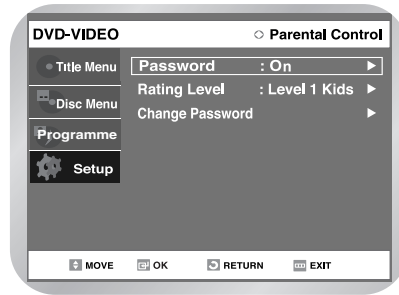 DVD-VIDEO
Parental Control
Title Menu
Password : On
Disc Menu
Rating Level : Level 1 Kids
Programme
Change Password
Setup
MOVE OK RETURN EXIT